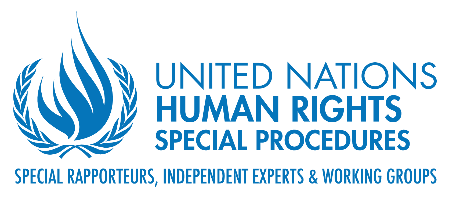 UNITED NATIONS
HUMAN RIGHTS
SPECIAL PROCEDURES
SPECIAL RAPPORTEURS, INDEPENDENT EXPERTS & WORKING GROUPS